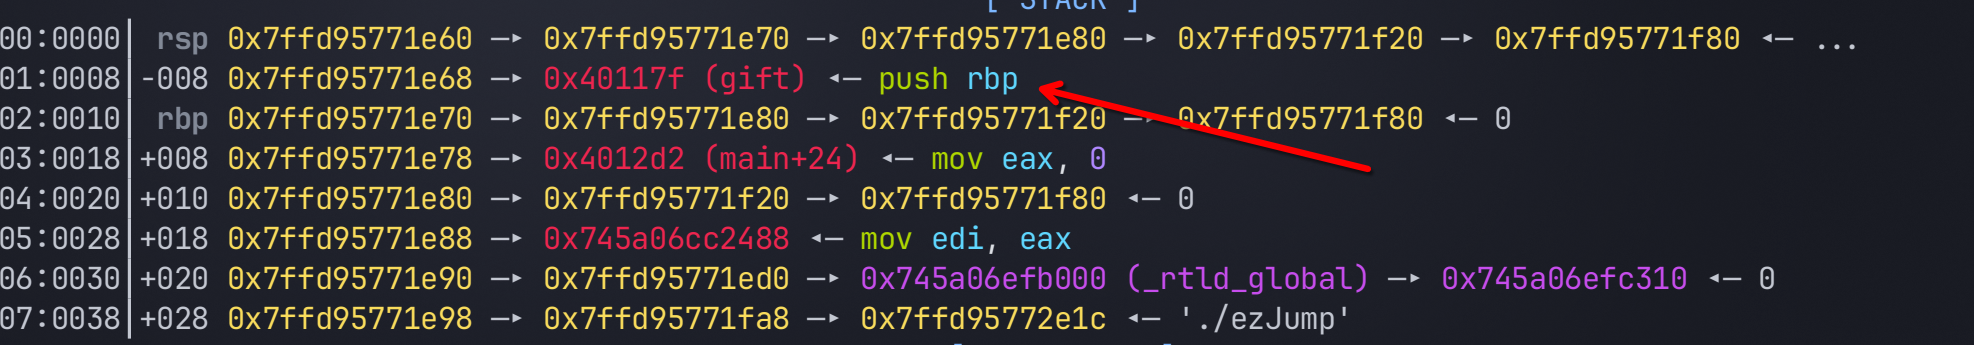 [ STACK ]
00:0000│ rsp 0x7ffd95771e60 —▸ 0x7ffd95771e70 —▸ 0x7ffd95771e80 —▸ 0x7ffd95771f20 —▸ 0x7ffd95771f80 ◂— ...
01:0008│-008 0x7ffd95771e68 —▸ 0x40117f (gift) ◂— push rbp
02:0010│ rbp 0x7ffd95771e70 —▸ 0x7ffd95771e80 —▸ 0x7ffd95771f20 —▸ 0x7ffd95771f80 ◂— 0
03:0018│+008 0x7ffd95771e78 —▸ 0x4012d2 (main+24) ◂— mov eax, 0
04:0020│+010 0x7ffd95771e80 —▸ 0x7ffd95771f20 —▸ 0x7ffd95771f80 ◂— 0
05:0028│+018 0x7ffd95771e88 —▸ 0x745a06cc2488 ◂— mov edi, eax
06:0030│+020 0x7ffd95771e90 —▸ 0x7ffd95771ed0 —▸ 0x745a06efb000 (_rtld_global) —▸ 0x745a06efc310 ◂— 0
07:0038│+028 0x7ffd95771e98 —▸ 0x7ffd95771fa8 —▸ 0x7ffd95772e1c ◂— './ezJump'